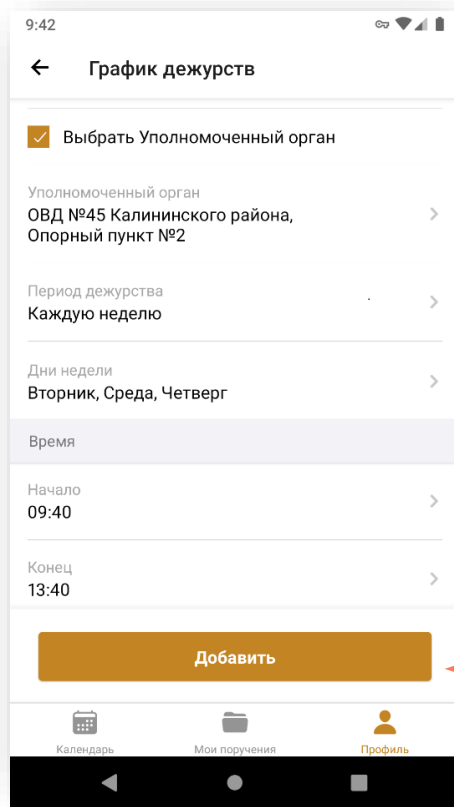 9:42
График дежурств
Выбрать Уполномоченный орган
Уполномоченный орган
ОВД №45 Калининского района,
Опорный пункт №2
Период дежурства
Каждую неделю
Дни недели
Вторник, Среда, Четверг
Время
Начало
09:40
Конец
13:40
Добавить
Календарь
Мои поручения
Профиль